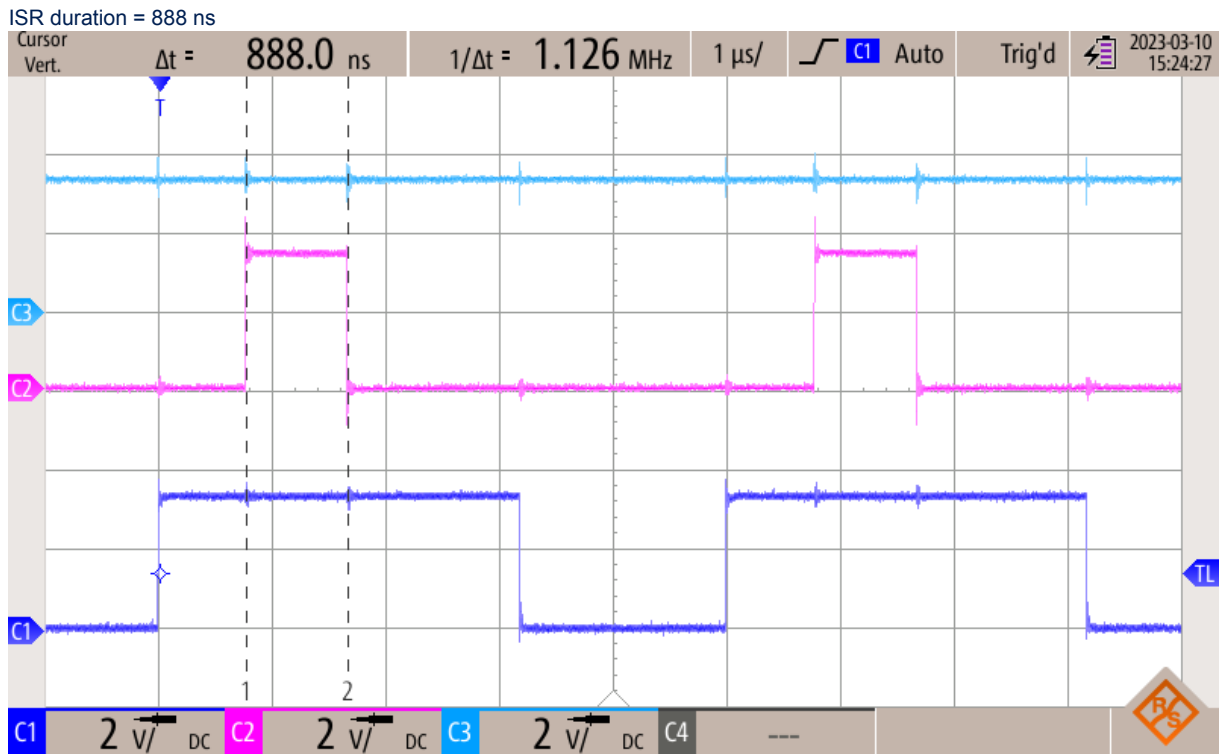 ISR duration = 888 ns
Cursor Vert. Δt = 888.0 ns 1/Δt = 1.126 MHz 1 µs/ C1 Auto Trig'd 2023-03-10 15:24:27
T
C3
C2
TL
C1
1 2
C1 2 V/ DC C2 2 V/ DC C3 2 V/ DC C4 ---
R&S